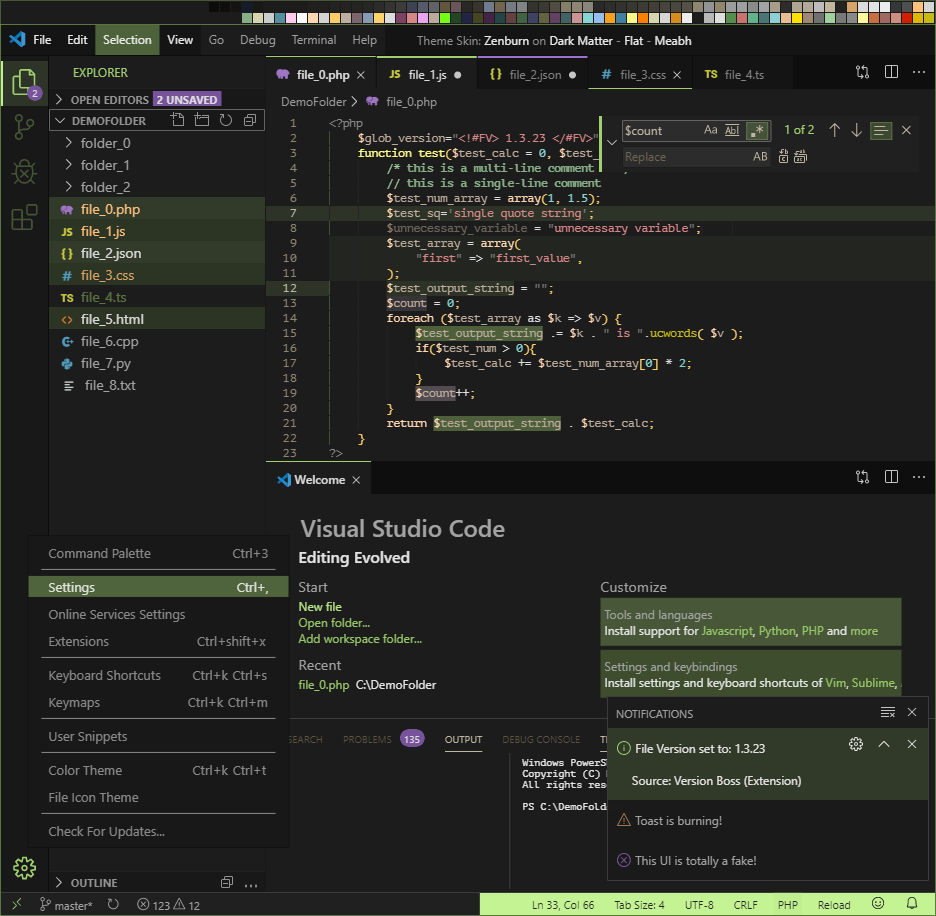 File Edit Selection View Go Debug Terminal Help Theme Skin: Zenburn on Dark Matter - Flat - Meabh
2
EXPLORER
OPEN EDITORS 2 UNSAVED
DEMOFOLDER
folder_0
folder_1
folder_2
file_0.php
JS file_1.js
{} file_2.json
# file_3.css
TS file_4.ts
<> file_5.html
file_6.cpp
file_7.py
file_8.txt
file_0.php JS file_1.js {} file_2.json # file_3.css TS file_4.ts
DemoFolder > file_0.php
$count Aa Abl .* 1 of 2
Replace AB
1 <?php
2 $glob_version="<!#FV> 1.3.23 </#FV>"
3 function test($test_calc = 0, $test_
4 /* this is a multi-line comment
5 // this is a single-line comment
6 $test_num_array = array(1, 1.5);
7 $test_sq='single quote string';
8 $unnecessary_variable = "unnecessary variable";
9 $test_array = array(
10 "first" => "first_value",
11 );
12 $test_output_string = "";
13 $count = 0;
14 foreach ($test_array as $k => $v) {
15 $test_output_string .= $k . " is ".ucwords( $v );
16 if($test_num > 0){
17 $test_calc += $test_num_array[0] * 2;
18 }
19 $count++;
20 }
21 return $test_output_string . $test_calc;
22 }
23 ?>
Welcome
Visual Studio Code
Editing Evolved
Start
New file
Open folder...
Add workspace folder...
Recent
file_0.php C:\DemoFolder
Customize
Tools and languages
Install support for Javascript, Python, PHP and more
Settings and keybindings
Install settings and keyboard shortcuts of Vim, Sublime,
Command Palette Ctrl+3
Settings Ctrl+,
Online Services Settings
Extensions Ctrl+shift+x
Keyboard Shortcuts Ctrl+k Ctrl+s
Keymaps Ctrl+k Ctrl+m
User Snippets
Color Theme Ctrl+k Ctrl+t
File Icon Theme
Check For Updates...
SEARCH PROBLEMS 135 OUTPUT DEBUG CONSOLE
Windows PowerS
Copyright (C)
All rights rese
PS C:\DemoFold
NOTIFICATIONS
File Version set to: 1.3.23
Source: Version Boss (Extension)
Toast is burning!
This UI is totally a fake!
OUTLINE
master* 123 12 Ln 33, Col 66 Tab Size: 4 UTF-8 CRLF PHP Reload